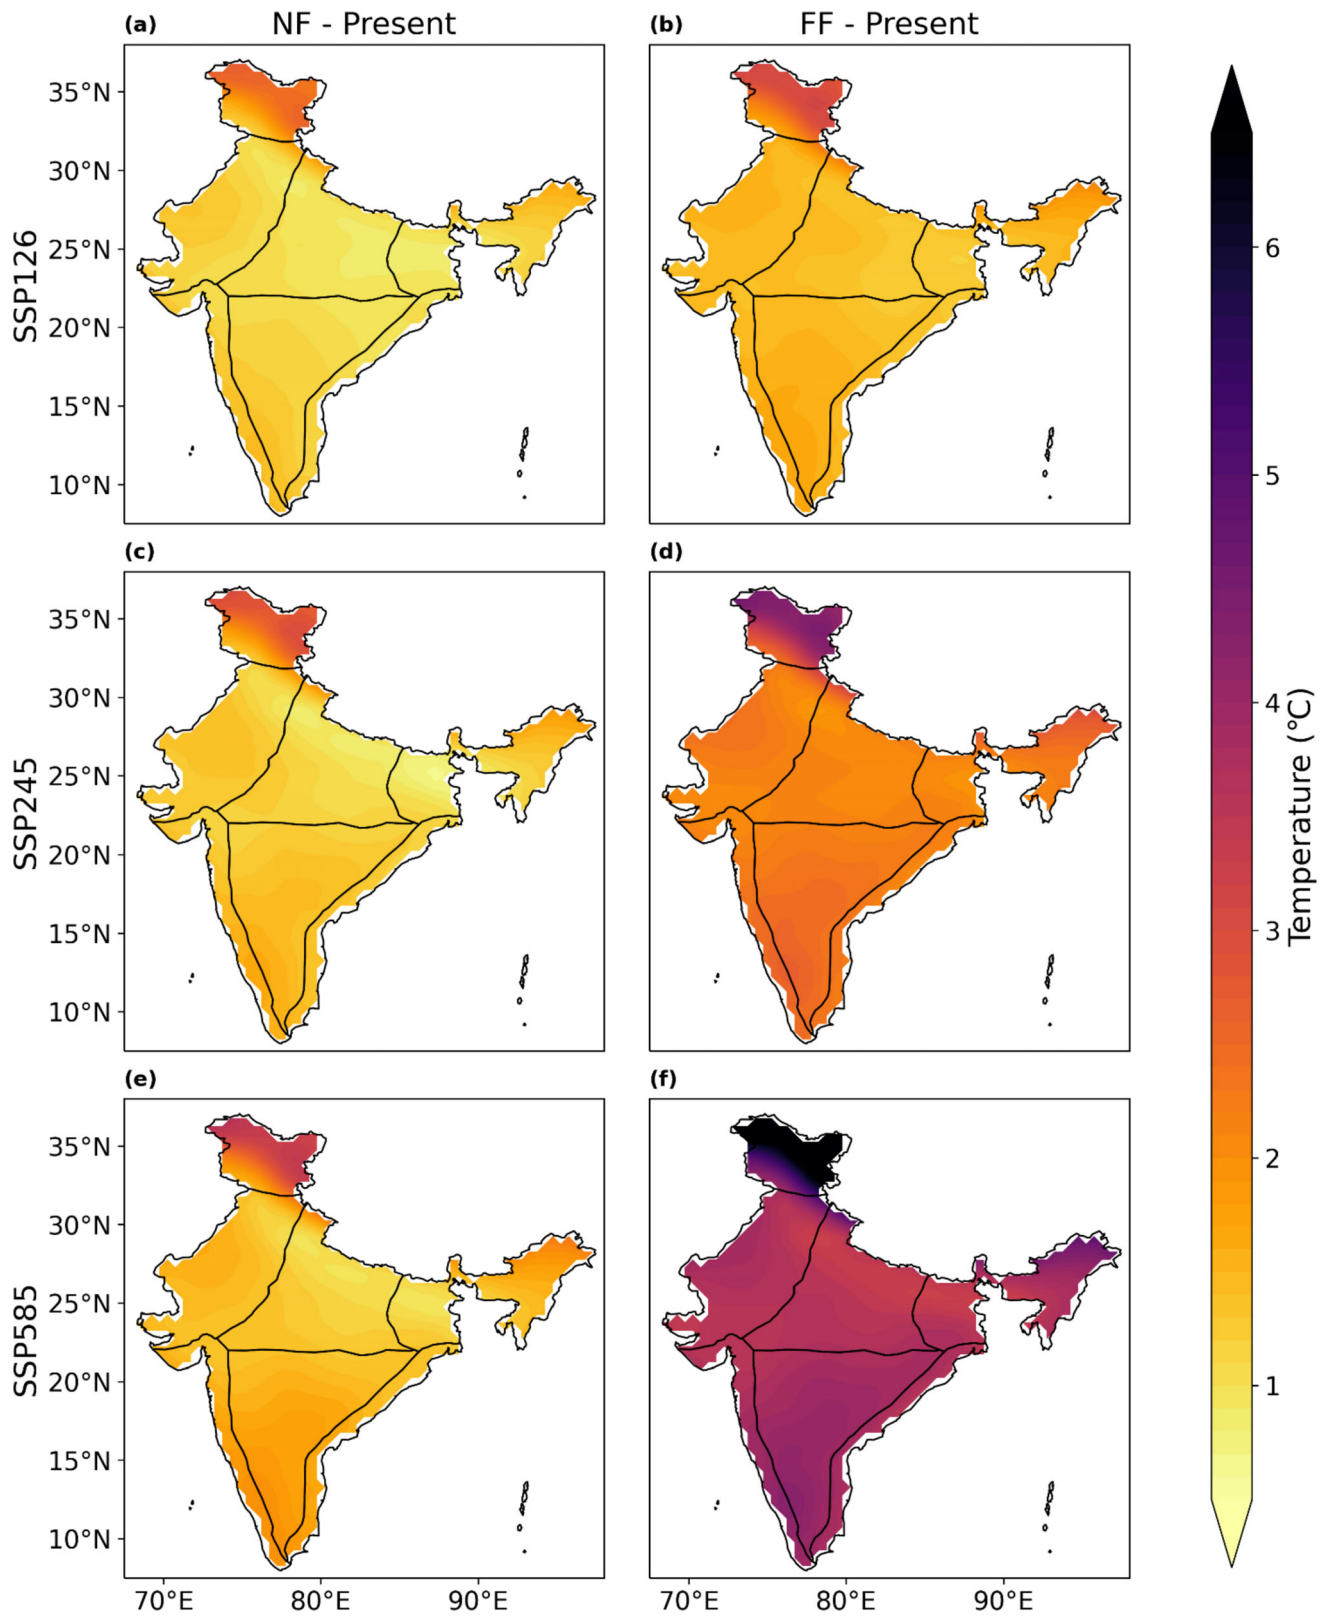 (a) NF - Present
(b) FF - Present
35°N
30°N
25°N
20°N
15°N
10°N
SSP126
(c)
(d)
35°N
30°N
25°N
20°N
15°N
10°N
SSP245
(e)
(f)
35°N
30°N
25°N
20°N
15°N
10°N
SSP585
70°E 80°E 90°E
70°E 80°E 90°E
6
5
4
3
2
1
Temperature (°C)